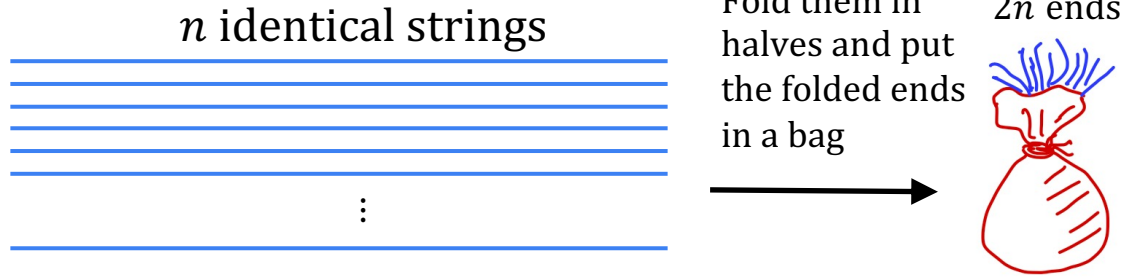 n identical strings
⋮
Fold them in
halves and put
the folded ends
in a bag
2n ends